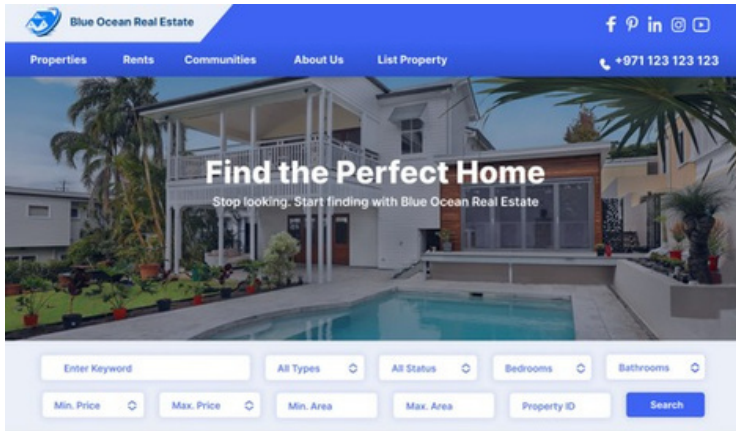 Blue Ocean Real Estate
Properties Rents Communities About Us List Property +971 123 123 123
Find the Perfect Home
Stop looking. Start finding with Blue Ocean Real Estate
Enter Keyword All Types All Status Bedrooms Bathrooms
Min. Price Max. Price Min. Area Max. Area Property ID Search